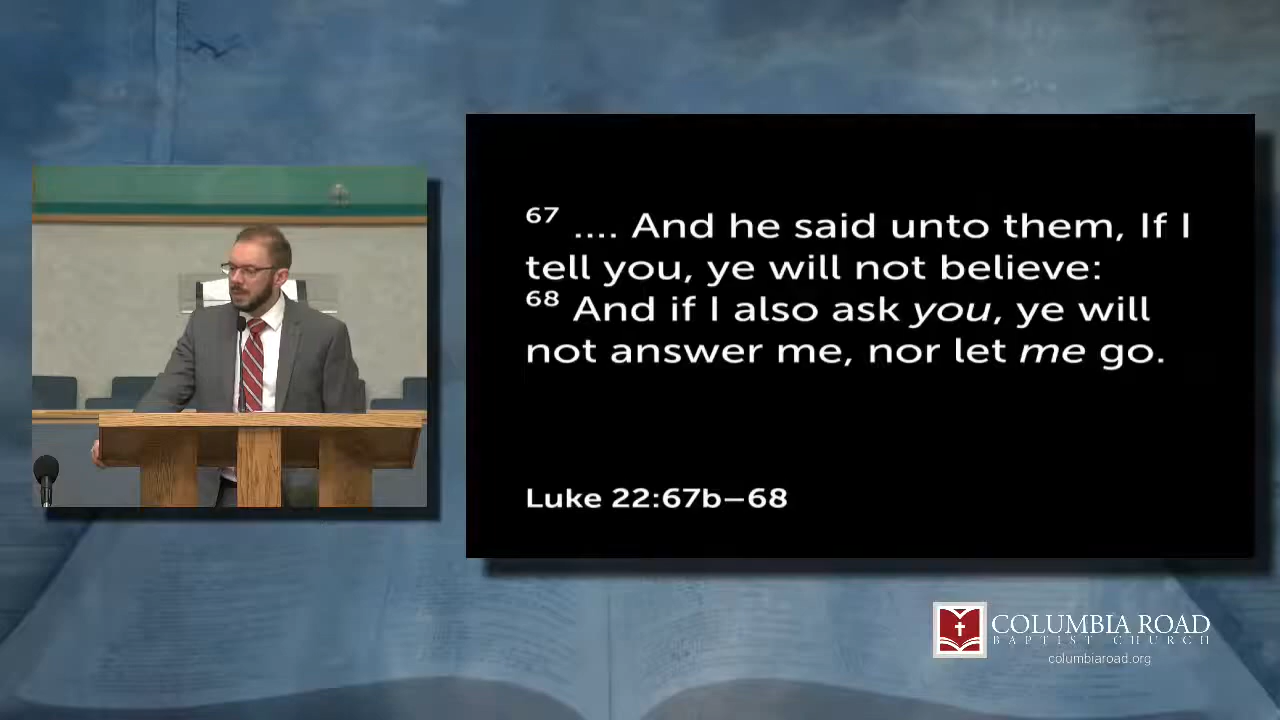 67 .... And he said unto them, If I
tell you, ye will not believe:
68 And if I also ask you, ye will
not answer me, nor let me go.
Luke 22:67b–68
COLUMBIA ROAD
BAPTIST CHURCH
columbiaroad.org